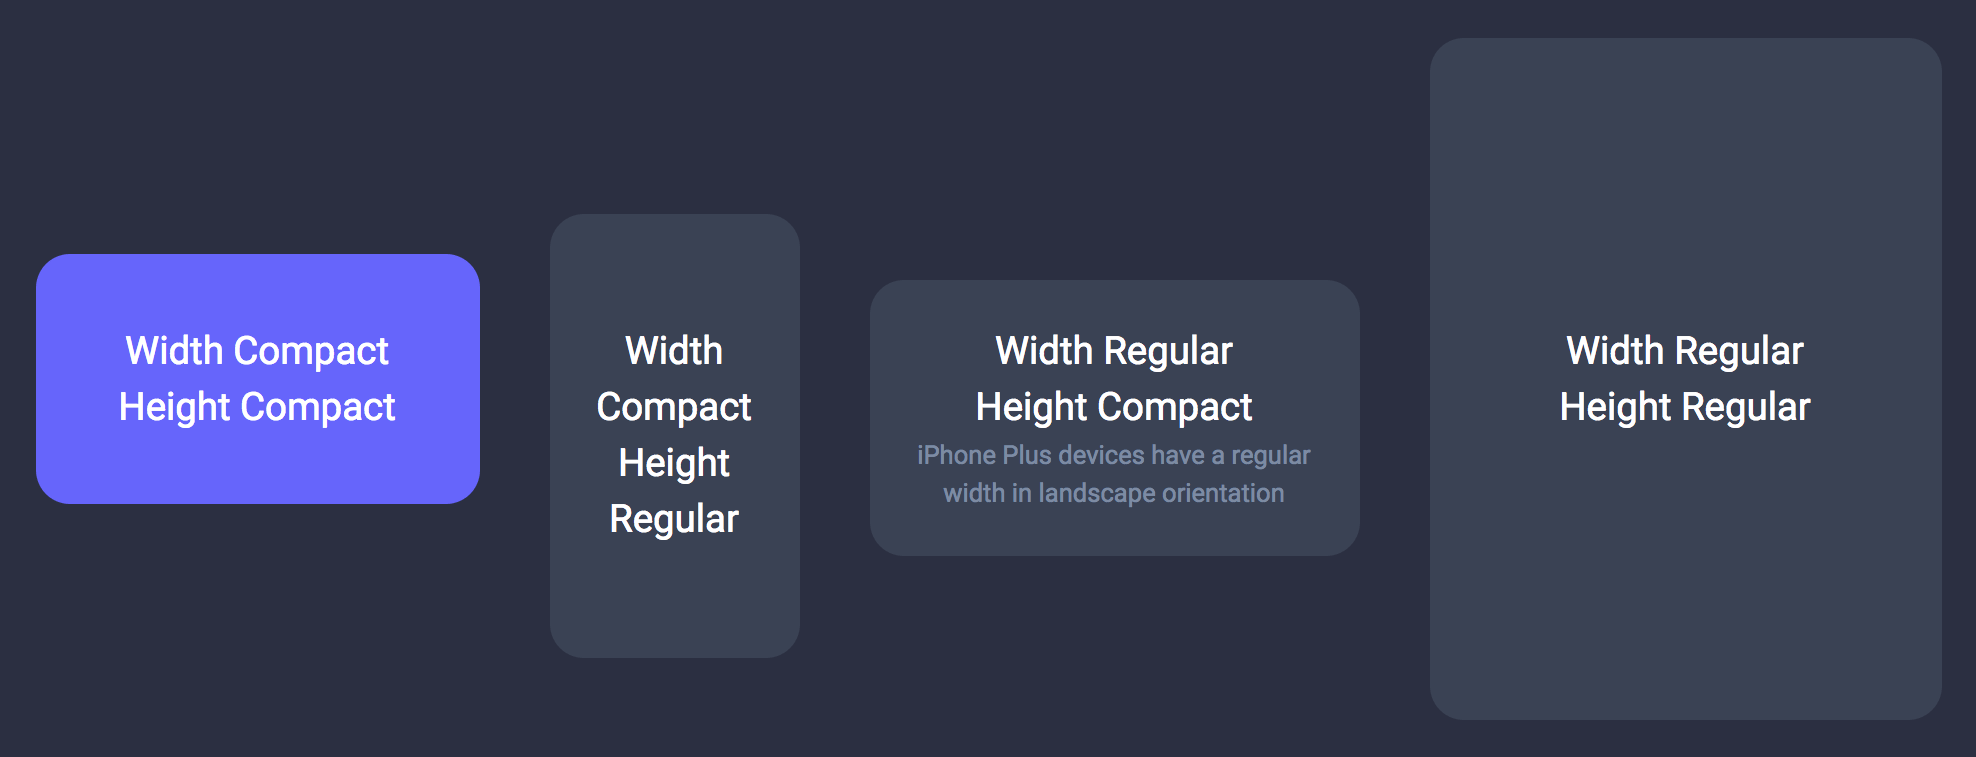 Width Compact
Height Compact
Width
Compact
Height
Regular
Width Regular
Height Compact
iPhone Plus devices have a regular
width in landscape orientation
Width Regular
Height Regular